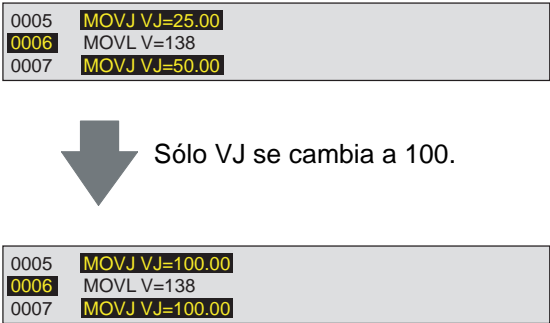 0005 MOVJ VJ=25.00
0006 MOVL V=138
0007 MOVJ VJ=50.00
Sólo VJ se cambia a 100.
0005 MOVJ VJ=100.00
0006 MOVL V=138
0007 MOVJ VJ=100.00